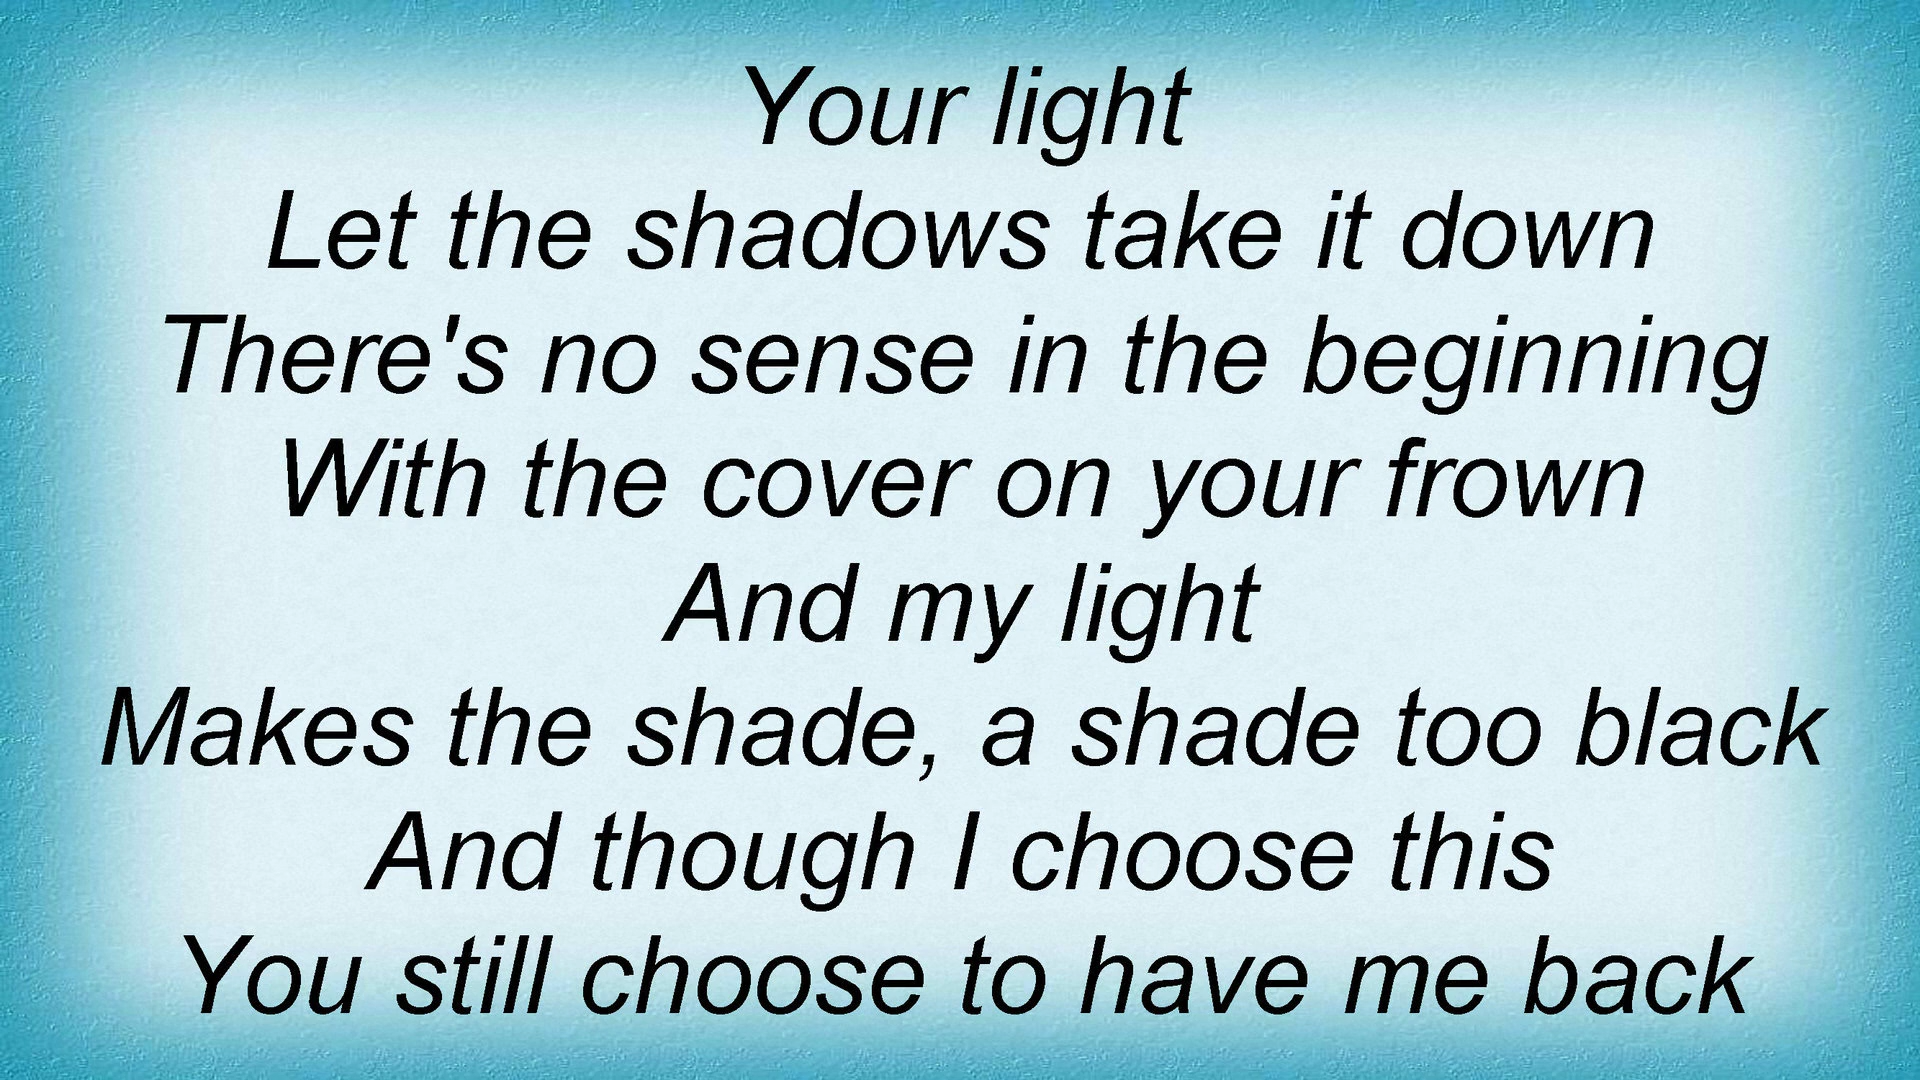 Your light
Let the shadows take it down
There's no sense in the beginning
With the cover on your frown
And my light
Makes the shade, a shade too black
And though I choose this
You still choose to have me back